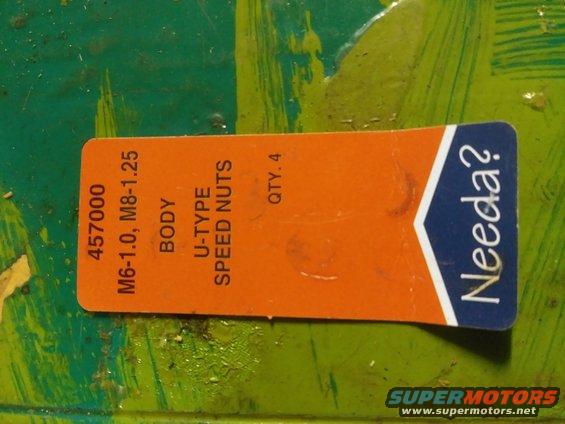 457000
M6-1.0, M8-1.25
BODY
U-TYPE
SPEED NUTS
QTY. 4
Needa?
SUPERMOTORS
www.supermotors.net